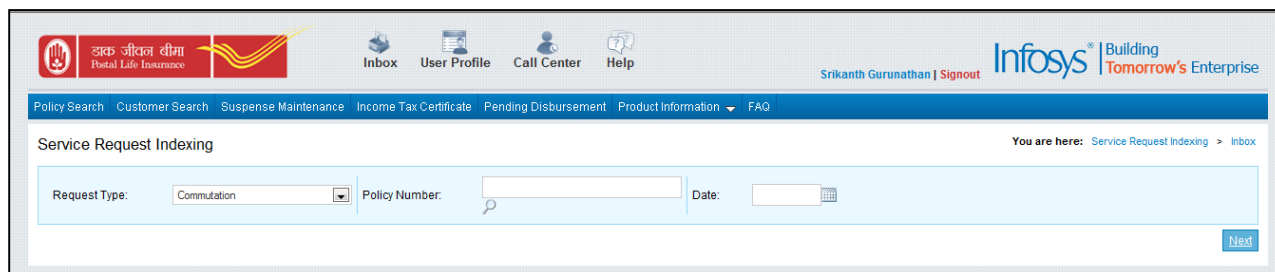 डाक जीवन बीमा
Postal Life Insurance
Inbox User Profile Call Center Help
Srikanth Gurunathan | Signout
Infosys® | Building Tomorrow's Enterprise
Policy Search Customer Search Suspense Maintenance Income Tax Certificate Pending Disbursement Product Information FAQ
Service Request Indexing
You are here: Service Request Indexing > Inbox
Request Type: Commutation Policy Number: Date:
Next